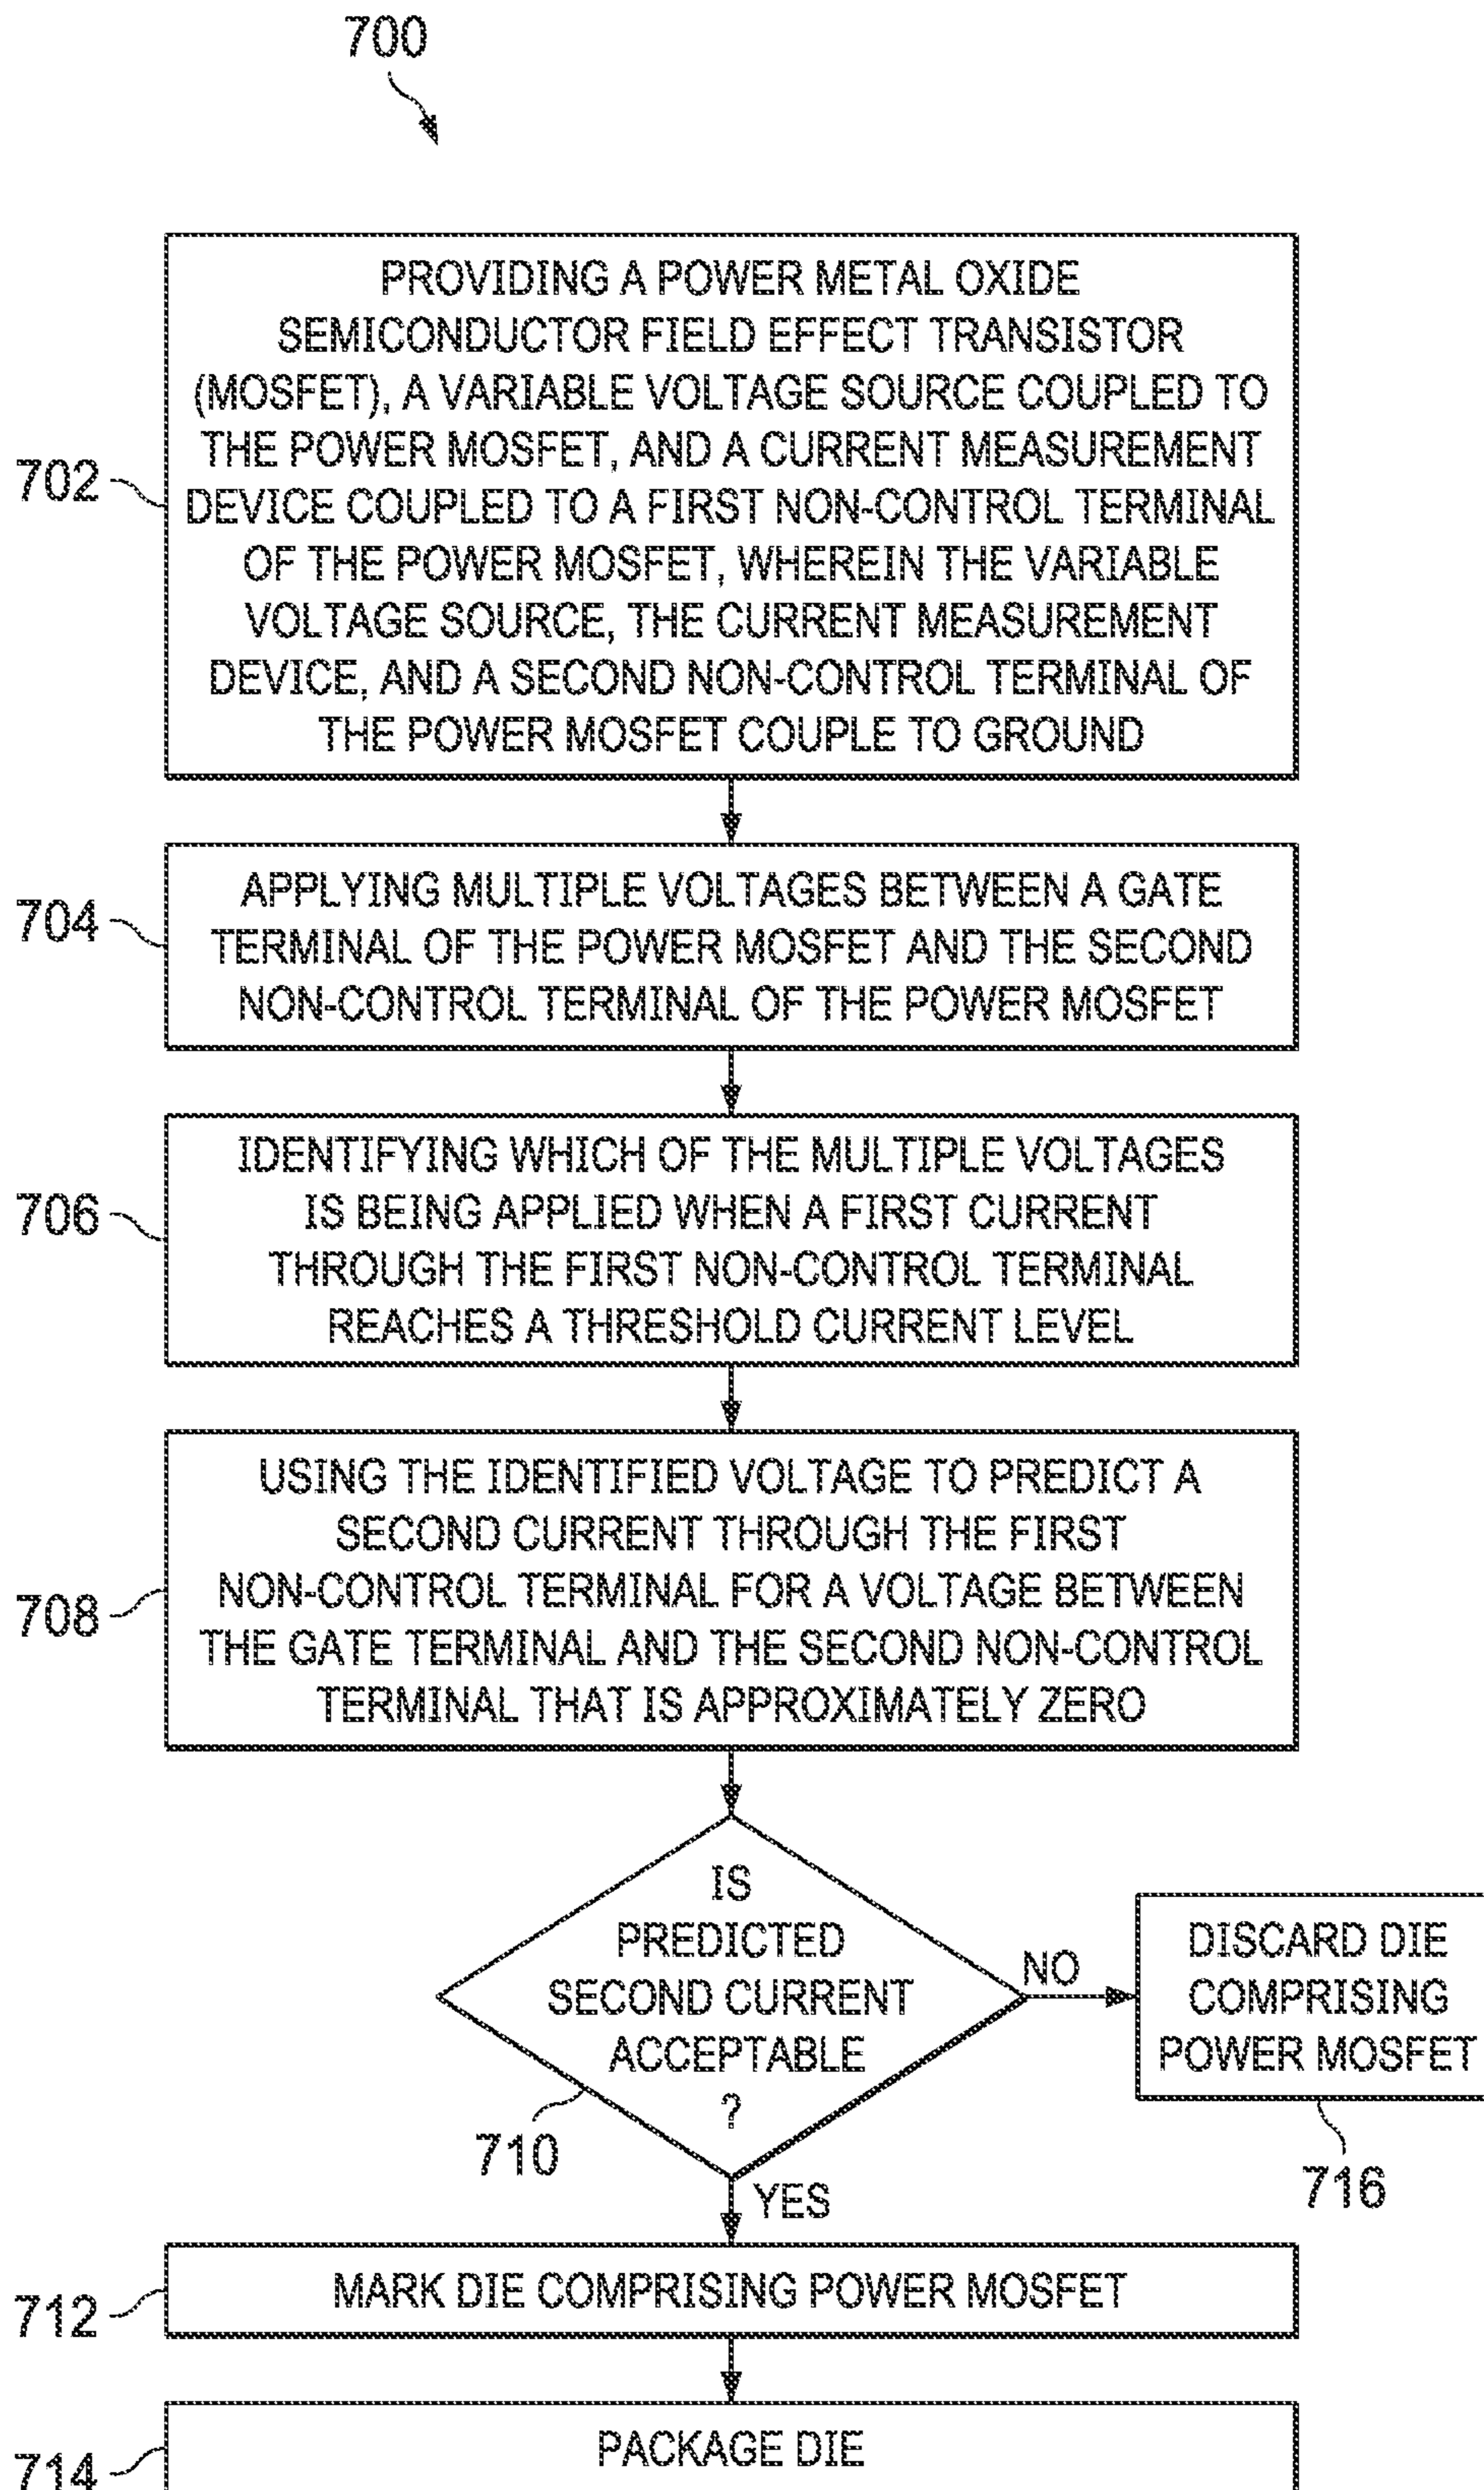 700
702
PROVIDING A POWER METAL OXIDE
SEMICONDUCTOR FIELD EFFECT TRANSISTOR
(MOSFET), A VARIABLE VOLTAGE SOURCE COUPLED TO
THE POWER MOSFET, AND A CURRENT MEASUREMENT
DEVICE COUPLED TO A FIRST NON-CONTROL TERMINAL
OF THE POWER MOSFET, WHEREIN THE VARIABLE
VOLTAGE SOURCE, THE CURRENT MEASUREMENT
DEVICE, AND A SECOND NON-CONTROL TERMINAL OF
THE POWER MOSFET COUPLE TO GROUND
704
APPLYING MULTIPLE VOLTAGES BETWEEN A GATE
TERMINAL OF THE POWER MOSFET AND THE SECOND
NON-CONTROL TERMINAL OF THE POWER MOSFET
706
IDENTIFYING WHICH OF THE MULTIPLE VOLTAGES
IS BEING APPLIED WHEN A FIRST CURRENT
THROUGH THE FIRST NON-CONTROL TERMINAL
REACHES A THRESHOLD CURRENT LEVEL
708
USING THE IDENTIFIED VOLTAGE TO PREDICT A
SECOND CURRENT THROUGH THE FIRST
NON-CONTROL TERMINAL FOR A VOLTAGE BETWEEN
THE GATE TERMINAL AND THE SECOND NON-CONTROL
TERMINAL THAT IS APPROXIMATELY ZERO
IS
PREDICTED
SECOND CURRENT
ACCEPTABLE
?
710
NO
DISCARD DIE
COMPRISING
POWER MOSFET
716
YES
712
MARK DIE COMPRISING POWER MOSFET
714
PACKAGE DIE